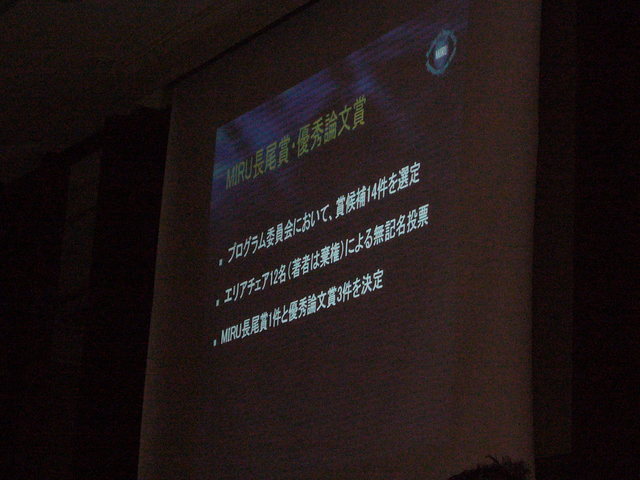 MIRU長尾賞・優秀論文賞
プログラム委員会において、賞候補14件を選定
エリアチェア12名(著者は棄権)による無記名投票
MIRU長尾賞1件と優秀論文賞3件を決定